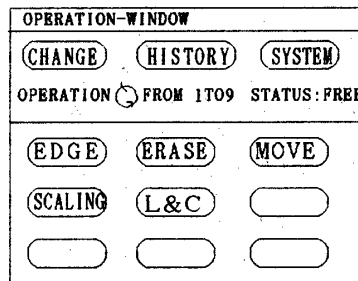 OPERATION-WINDOW
CHANGE HISTORY SYSTEM
OPERATION FROM 1TO9 STATUS:FREE
EDGE ERASE MOVE
SCALING L&C